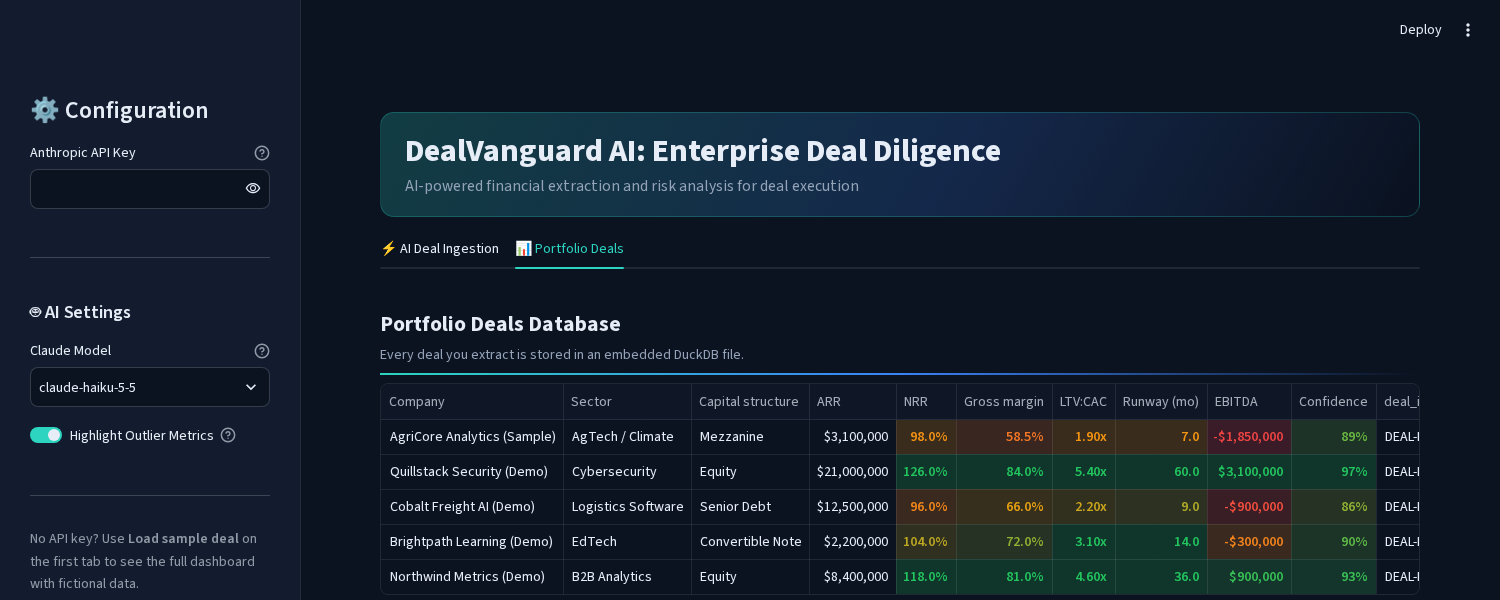 Deploy
⚙️ Configuration
Anthropic API Key
AI Settings
Claude Model
claude-haiku-5-5
Highlight Outlier Metrics
No API key? Use Load sample deal on
the first tab to see the full dashboard
with fictional data.
DealVanguard AI: Enterprise Deal Diligence
AI-powered financial extraction and risk analysis for deal execution
⚡ AI Deal Ingestion 📊 Portfolio Deals
Portfolio Deals Database
Every deal you extract is stored in an embedded DuckDB file.
Company Sector Capital structure ARR NRR Gross margin LTV:CAC Runway (mo) EBITDA Confidence deal_i
AgriCore Analytics (Sample) AgTech / Climate Mezzanine $3,100,000 98.0% 58.5% 1.90x 7.0 -$1,850,000 89% DEAL-
Quillstack Security (Demo) Cybersecurity Equity $21,000,000 126.0% 84.0% 5.40x 60.0 $3,100,000 97% DEAL-
Cobalt Freight AI (Demo) Logistics Software Senior Debt $12,500,000 96.0% 66.0% 2.20x 9.0 -$900,000 86% DEAL-
Brightpath Learning (Demo) EdTech Convertible Note $2,200,000 104.0% 72.0% 3.10x 14.0 -$300,000 90% DEAL-
Northwind Metrics (Demo) B2B Analytics Equity $8,400,000 118.0% 81.0% 4.60x 36.0 $900,000 93% DEAL-